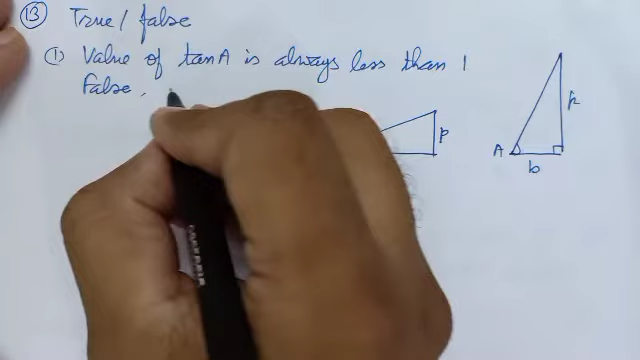 13 True / false
(1) Value of tanA is always less than 1
False,
p
p
A
b